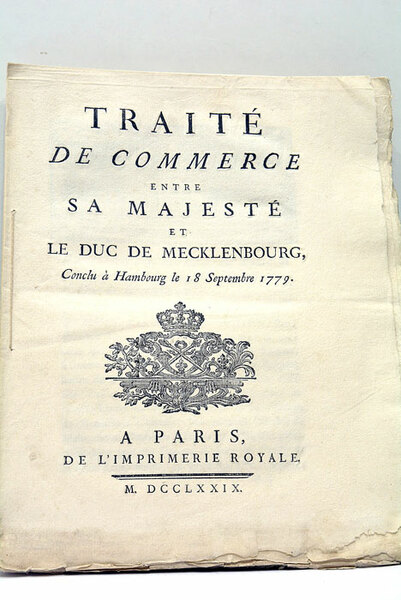 TRAITÉ
DE COMMERCE
ENTRE
SA MAJESTÉ
ET
LE DUC DE MECKLENBOURG,
Conclu à Hambourg le 18 Septembre 1779.
A PARIS,
DE L'IMPRIMERIE ROYALE.
M. DCCLXXIX.